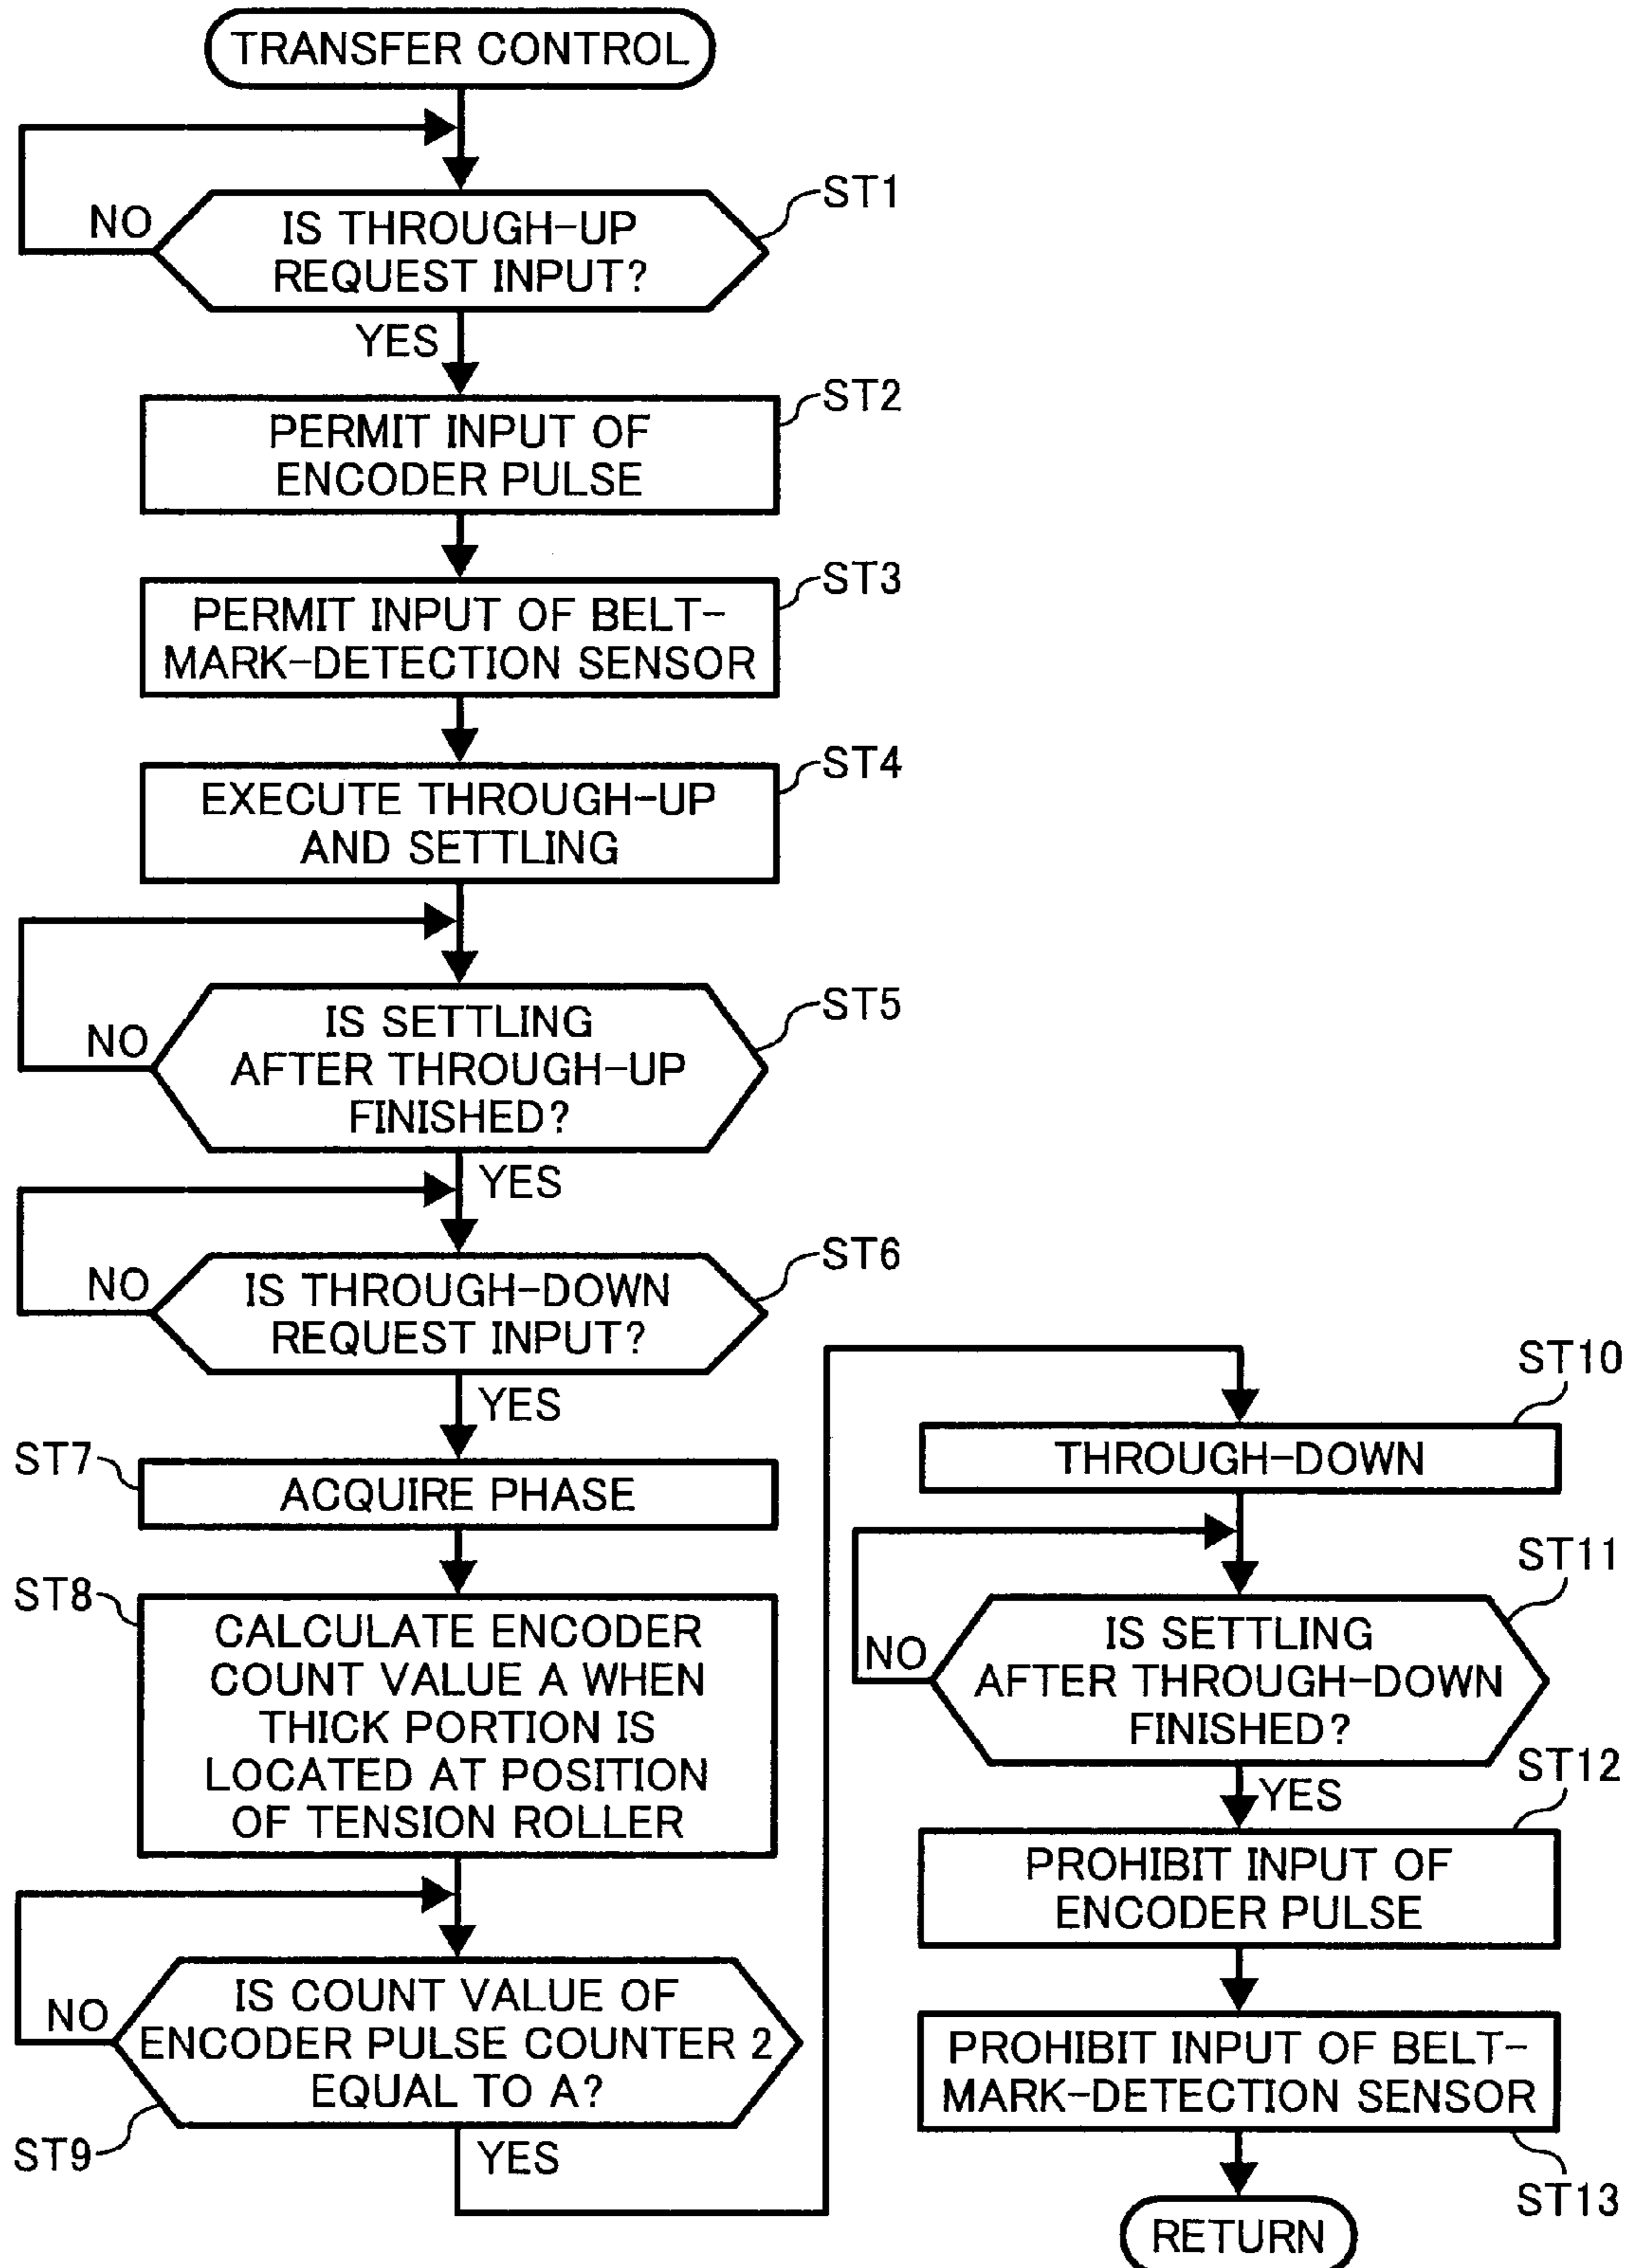 TRANSFER CONTROL
ST1
NO
IS THROUGH-UP
REQUEST INPUT?
YES
ST2
PERMIT INPUT OF
ENCODER PULSE
ST3
PERMIT INPUT OF BELT-
MARK-DETECTION SENSOR
ST4
EXECUTE THROUGH-UP
AND SETTLING
ST5
NO
IS SETTLING
AFTER THROUGH-UP
FINISHED?
YES
ST6
NO
IS THROUGH-DOWN
REQUEST INPUT?
YES
ST7
ACQUIRE PHASE
ST8
CALCULATE ENCODER
COUNT VALUE A WHEN
THICK PORTION IS
LOCATED AT POSITION
OF TENSION ROLLER
NO
IS COUNT VALUE OF
ENCODER PULSE COUNTER 2
EQUAL TO A?
ST9
YES
ST10
THROUGH-DOWN
ST11
NO
IS SETTLING
AFTER THROUGH-DOWN
FINISHED?
ST12
YES
PROHIBIT INPUT OF
ENCODER PULSE
PROHIBIT INPUT OF BELT-
MARK-DETECTION SENSOR
ST13
RETURN